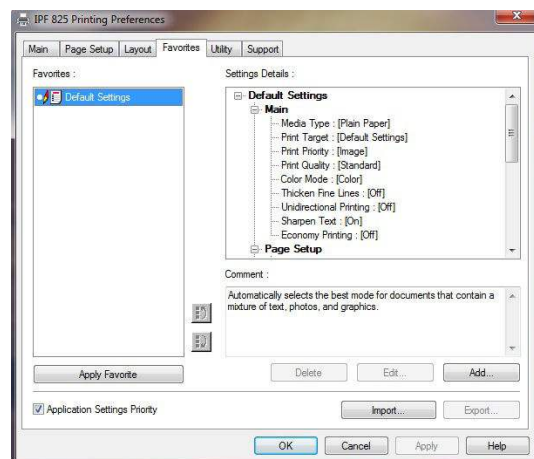 IPF 825 Printing Preferences
Main Page Setup Layout Favorites Utility Support
Favorites :
Default Settings
Apply Favorite
Settings Details :
Default Settings
Main
Media Type : [Plain Paper]
Print Target : [Default Settings]
Print Priority : [Image]
Print Quality : [Standard]
Color Mode : [Color]
Thicken Fine Lines : [Off]
Unidirectional Printing : [Off]
Sharpen Text : [On]
Economy Printing : [Off]
Page Setup
Comment :
Automatically selects the best mode for documents that contain a
mixture of text, photos, and graphics.
Delete Edit... Add...
Application Settings Priority
Import... Export...
OK Cancel Apply Help